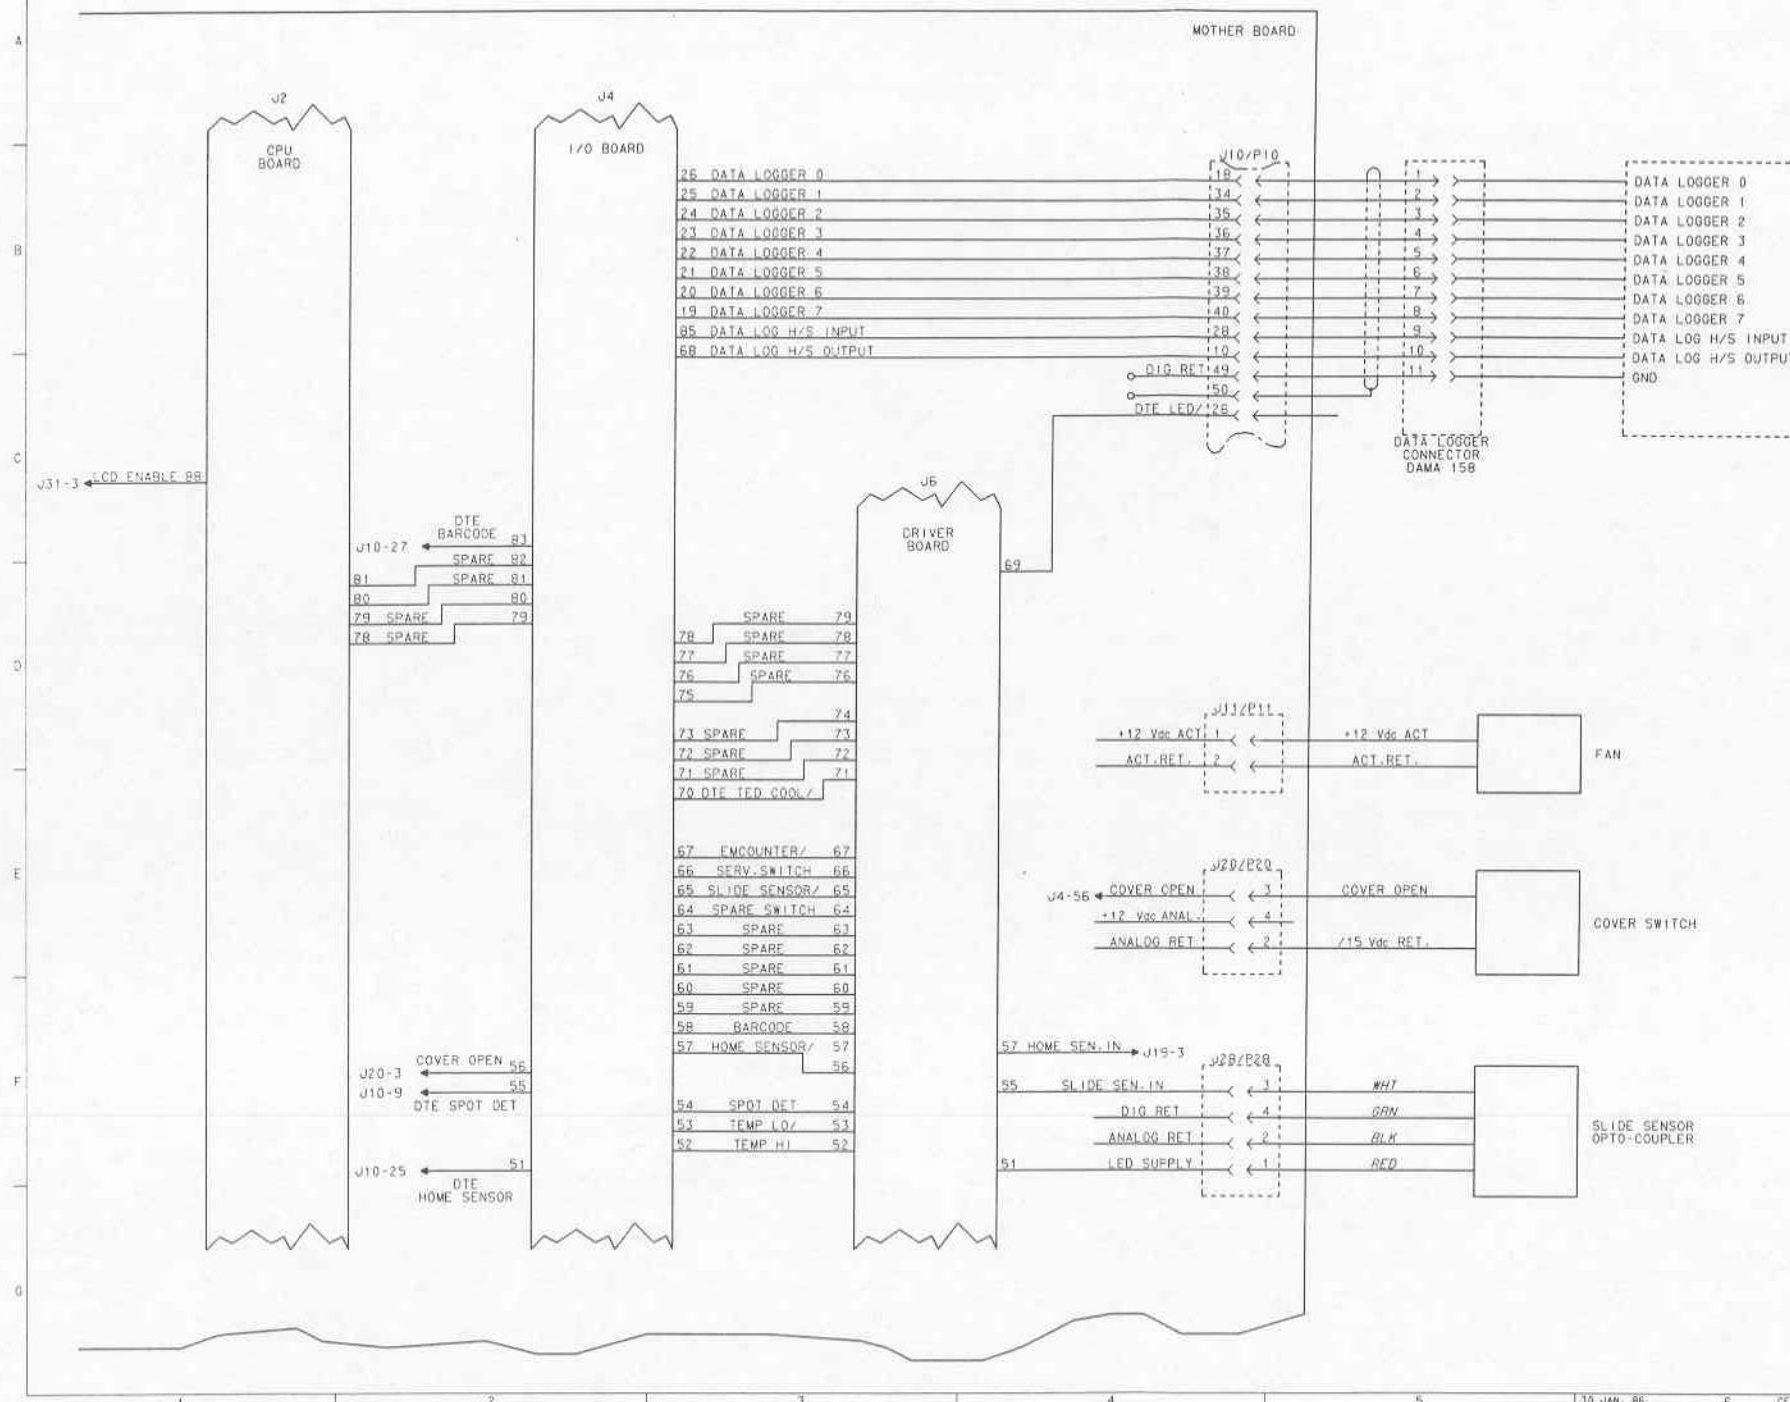 A
MOTHER BOARD
J2
J4
CPU
BOARD
I/O BOARD
J10/P10
26 DATA LOGGER 0 18 1 DATA LOGGER 0
25 DATA LOGGER 1 34 2 DATA LOGGER 1
24 DATA LOGGER 2 35 3 DATA LOGGER 2
23 DATA LOGGER 3 36 4 DATA LOGGER 3
B
22 DATA LOGGER 4 37 5 DATA LOGGER 4
21 DATA LOGGER 5 38 6 DATA LOGGER 5
20 DATA LOGGER 6 39 7 DATA LOGGER 6
19 DATA LOGGER 7 40 8 DATA LOGGER 7
85 DATA LOG H/S INPUT 28 9 DATA LOG H/S INPUT
68 DATA LOG H/S OUTPUT 10 10 DATA LOG H/S OUTPUT
DIG RET 49 11 GND
50
DTE LED/ 26
DATA LOGGER
CONNECTOR
DAMA 158
C
J31-3 LCD ENABLE 88
J6
DRIVER
BOARD
DTE
BARCODE 83
J10-27
SPARE 82
69
81 SPARE 81
80 80
79 SPARE 79
78 SPARE
SPARE 79
78 SPARE 78
77 SPARE 77
D
76 SPARE 76
75
74
73 SPARE 73
72 SPARE 72
71 SPARE 71
70 DTE TED COOL/
J11/P11
+12 Vdc ACT 1 +12 Vdc ACT
ACT.RET. 2 ACT.RET.
FAN
67 EMCOUNTER/ 67
66 SERV.SWITCH 66
65 SLIDE SENSOR/ 65
64 SPARE SWITCH 64
63 SPARE 63
62 SPARE 62
61 SPARE 61
60 SPARE 60
59 SPARE 59
58 BARCODE 58
57 HOME SENSOR/ 57
56
E
J20/P20
J4-56 COVER OPEN 3 COVER OPEN
+12 Vdc ANAL. 4
ANALOG RET 2 /15 Vdc RET.
COVER SWITCH
57 HOME SEN.IN J19-3
COVER OPEN 56
J20-3
F
J10-9 55
DTE SPOT DET
J28/P28
55 SLIDE SEN.IN 3 WHT
DIG RET 4 GRN
ANALOG RET 2 BLK
51 LED SUPPLY 1 RED
SLIDE SENSOR
OPTO-COUPLER
54 SPOT DET 54
53 TEMP LO/ 53
52 TEMP HI 52
J10-25 51
DTE
HOME SENSOR
G
2 3 4 5